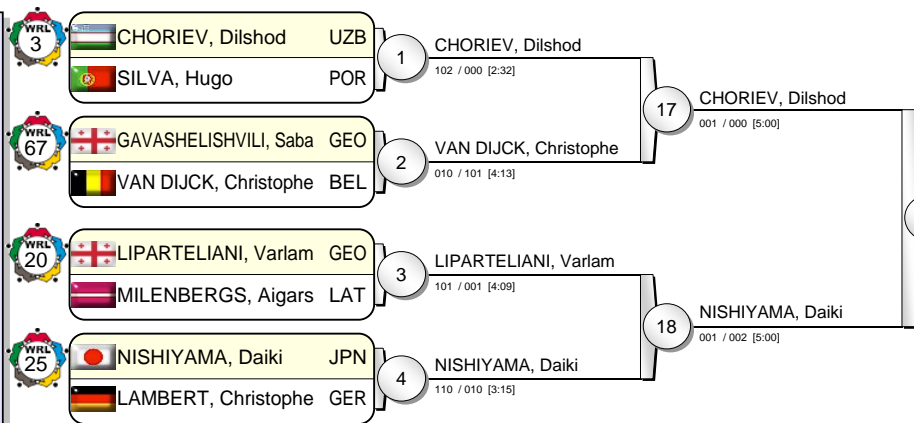 WRL
3
CHORIEV, Dilshod UZB
SILVA, Hugo POR
1
CHORIEV, Dilshod
102 / 000 [2:32]
WRL
67
GAVASHELISHVILI, Saba GEO
VAN DIJCK, Christophe BEL
2
VAN DIJCK, Christophe
010 / 101 [4:13]
17
CHORIEV, Dilshod
001 / 000 [5:00]
WRL
20
LIPARTELIANI, Varlam GEO
MILENBERGS, Aigars LAT
3
LIPARTELIANI, Varlam
101 / 001 [4:09]
WRL
25
NISHIYAMA, Daiki JPN
LAMBERT, Christophe GER
4
NISHIYAMA, Daiki
110 / 010 [3:15]
18
NISHIYAMA, Daiki
001 / 002 [5:00]